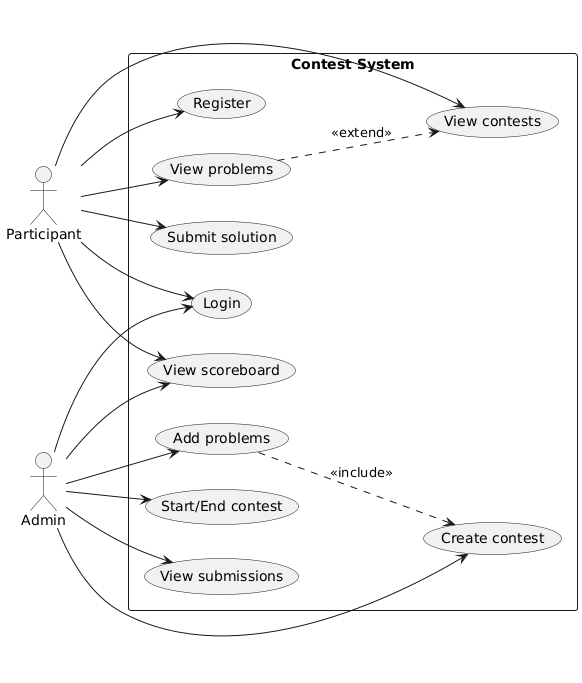 Contest System
Register
View contests
«extend»
View problems
Participant
Submit solution
Login
View scoreboard
Add problems
«include»
Admin
Start/End contest
Create contest
View submissions